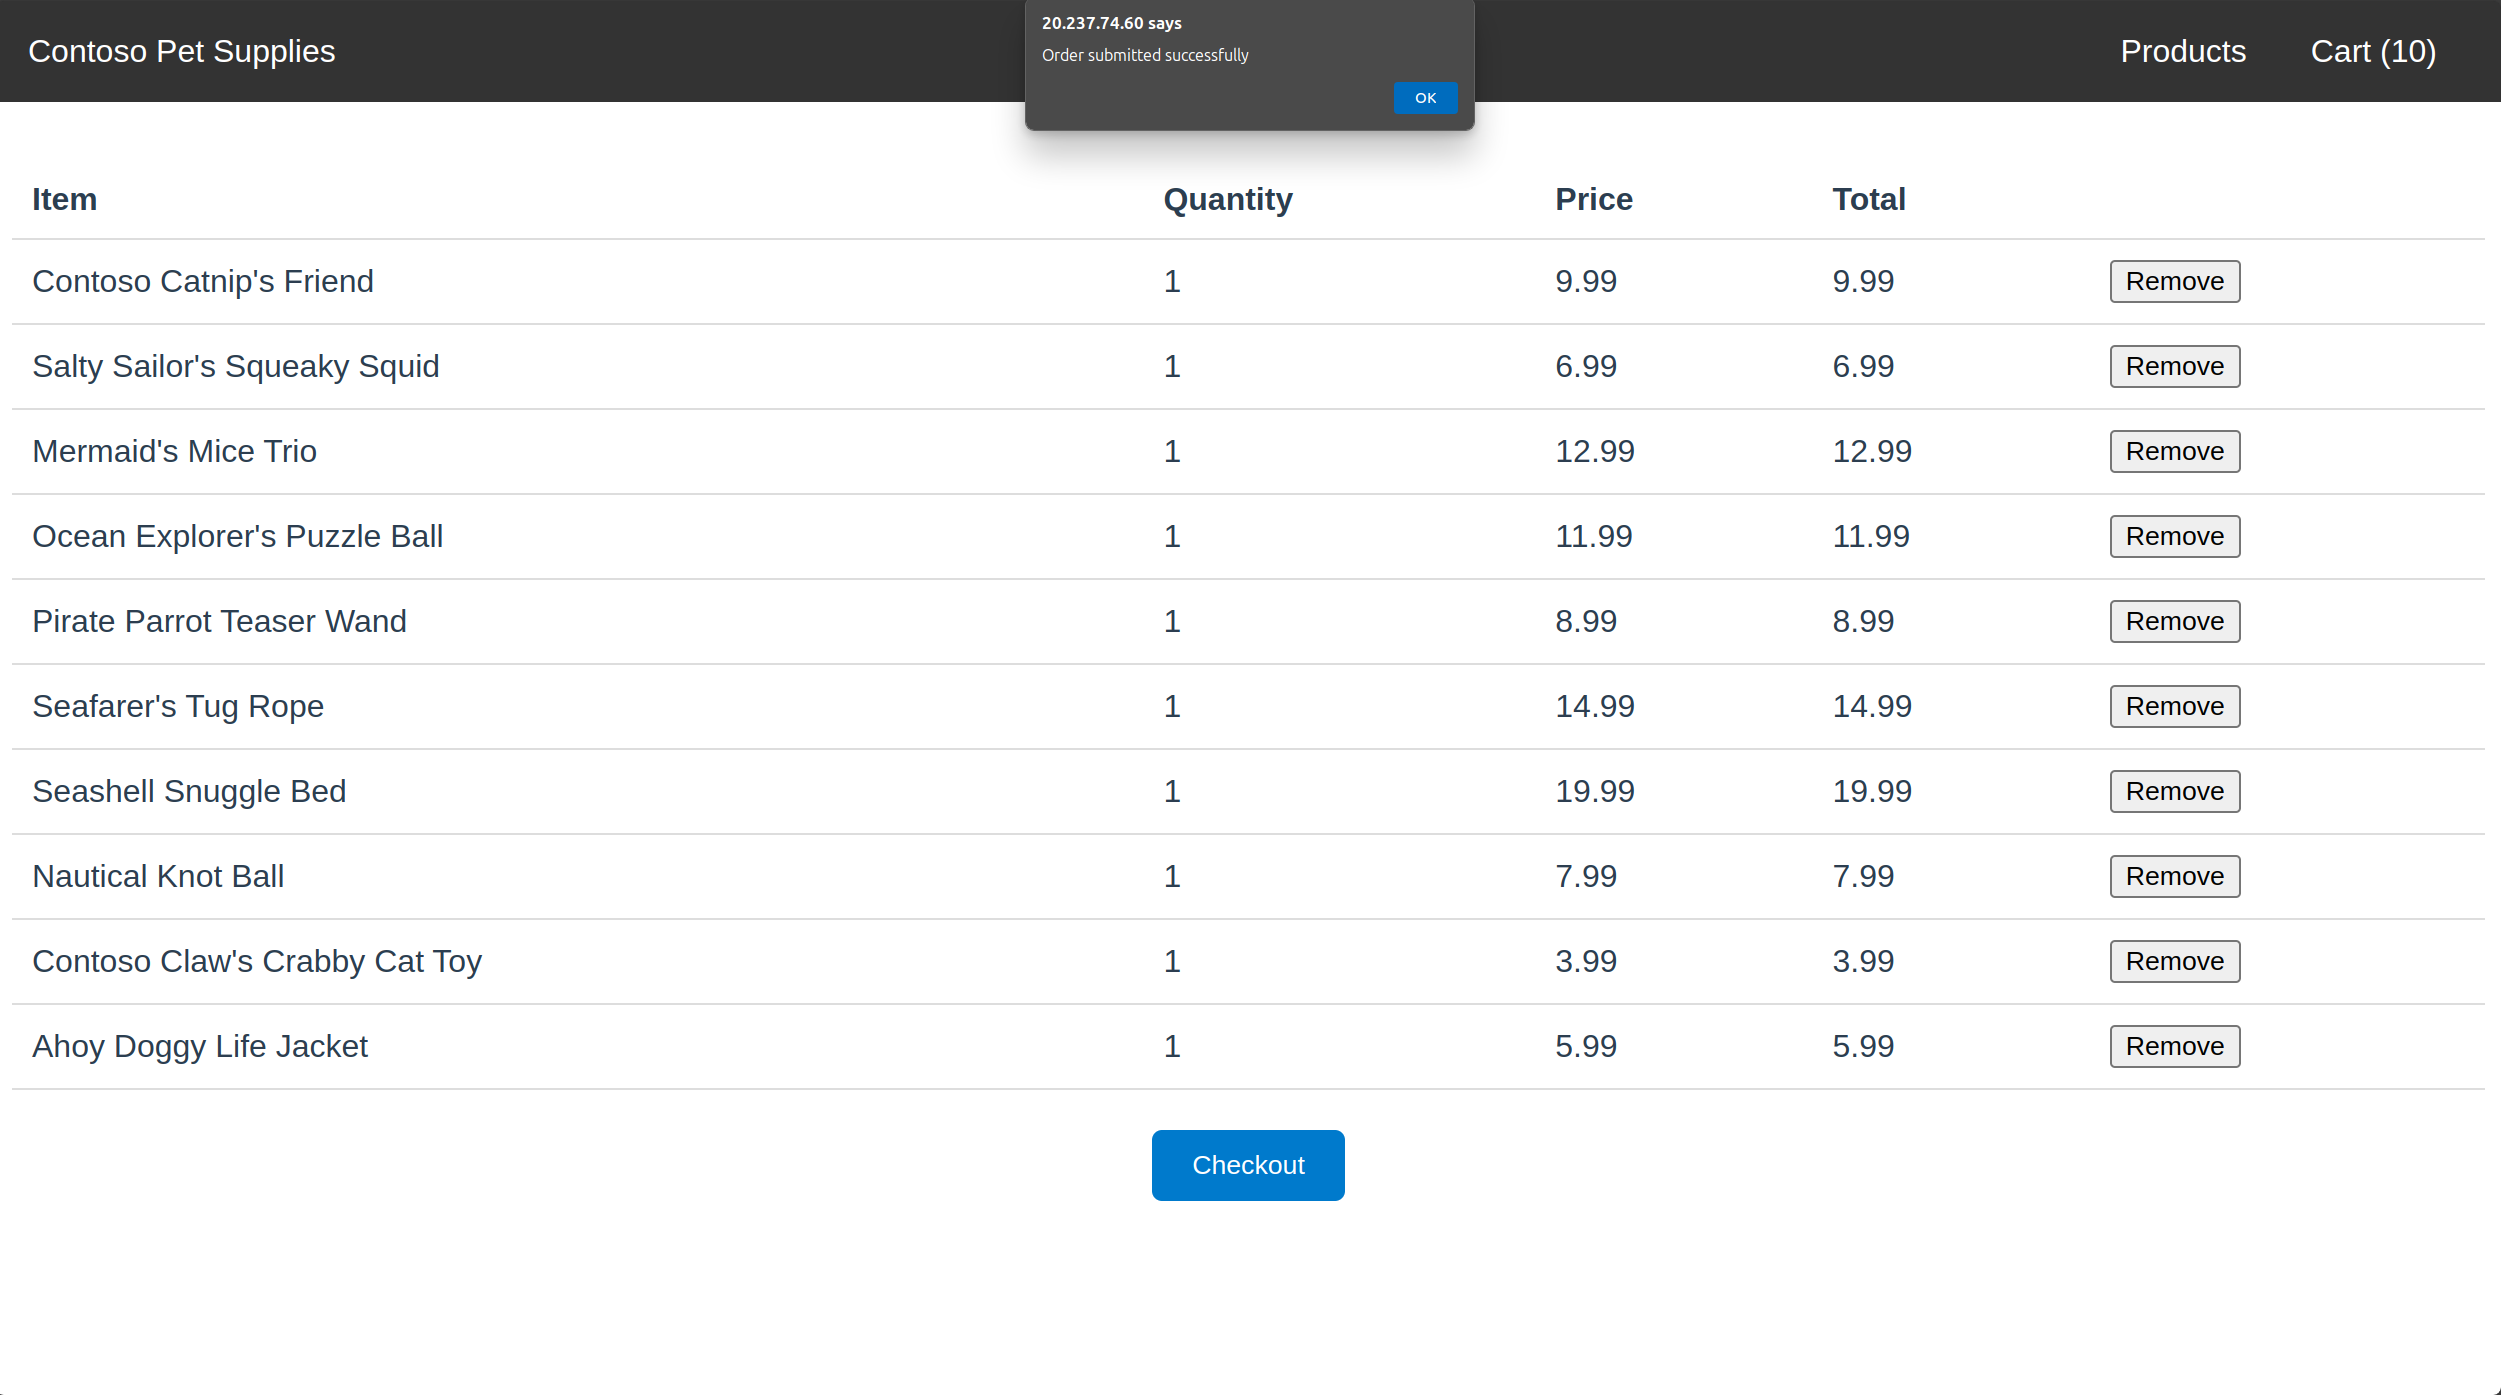 Contoso Pet Supplies
20.237.74.60 says
Order submitted successfully
OK
Products Cart (10)
Item Quantity Price Total
Contoso Catnip's Friend 1 9.99 9.99 Remove
Salty Sailor's Squeaky Squid 1 6.99 6.99 Remove
Mermaid's Mice Trio 1 12.99 12.99 Remove
Ocean Explorer's Puzzle Ball 1 11.99 11.99 Remove
Pirate Parrot Teaser Wand 1 8.99 8.99 Remove
Seafarer's Tug Rope 1 14.99 14.99 Remove
Seashell Snuggle Bed 1 19.99 19.99 Remove
Nautical Knot Ball 1 7.99 7.99 Remove
Contoso Claw's Crabby Cat Toy 1 3.99 3.99 Remove
Ahoy Doggy Life Jacket 1 5.99 5.99 Remove
Checkout